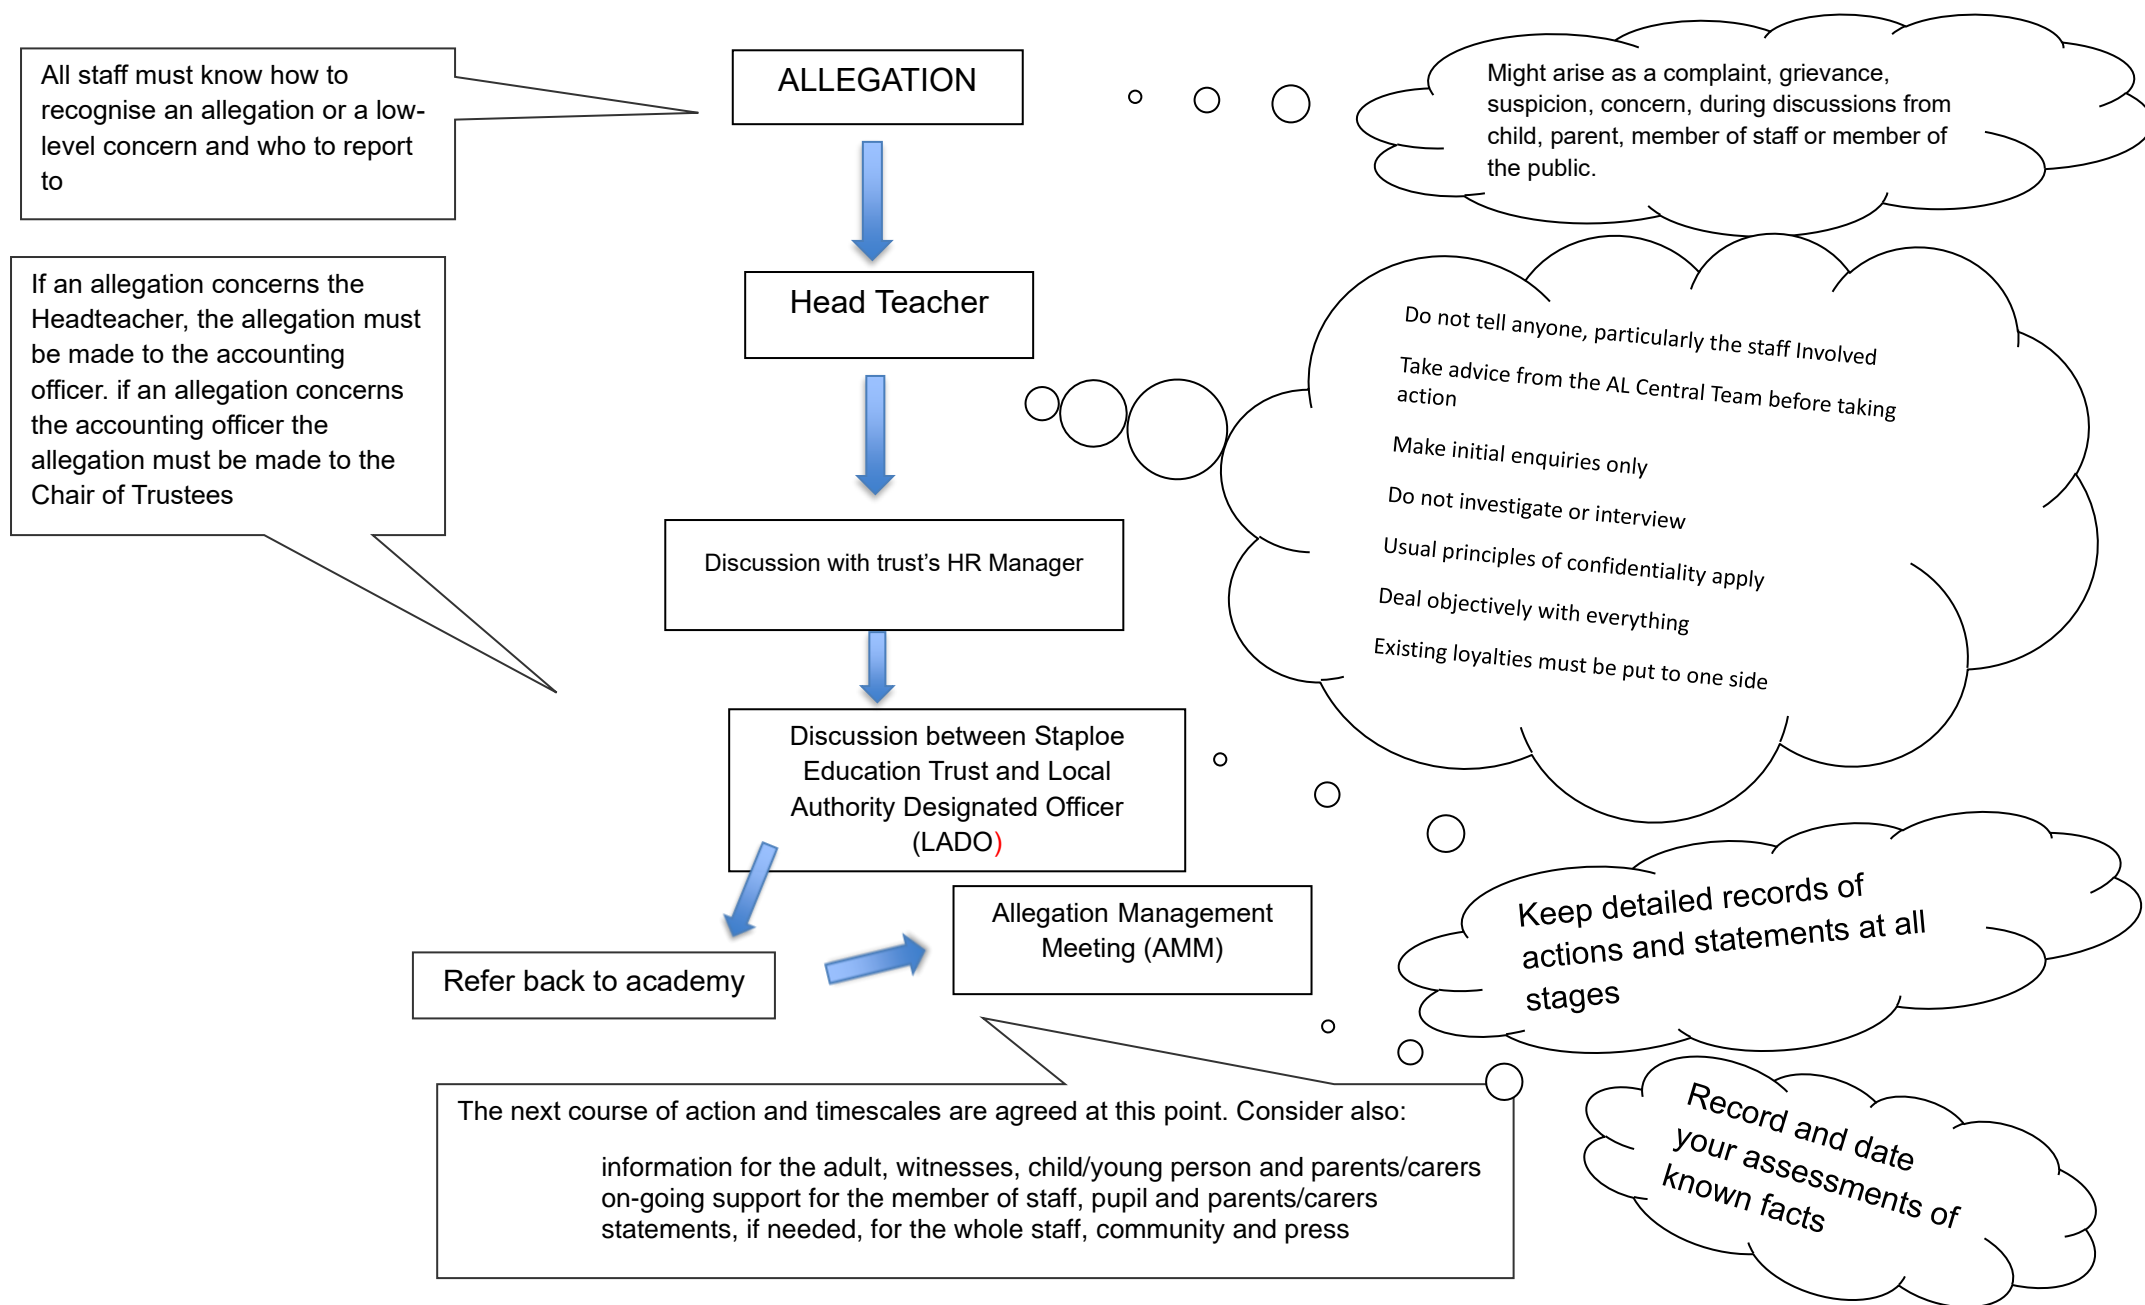 All staff must know how to
recognise an allegation or a low-
level concern and who to report
to
ALLEGATION
Might arise as a complaint, grievance,
suspicion, concern, during discussions from
child, parent, member of staff or member of
the public.
If an allegation concerns the
Headteacher, the allegation must
be made to the accounting
officer. if an allegation concerns
the accounting officer the
allegation must be made to the
Chair of Trustees
Head Teacher
Do not tell anyone, particularly the staff Involved
Take advice from the AL Central Team before taking
action
Make initial enquiries only
Do not investigate or interview
Usual principles of confidentiality apply
Deal objectively with everything
Existing loyalties must be put to one side
Discussion with trust's HR Manager
Discussion between Staploe
Education Trust and Local
Authority Designated Officer
(LADO)
Keep detailed records of
actions and statements at all
stages
Allegation Management
Meeting (AMM)
Refer back to academy
Record and date
your assessments of
known facts
The next course of action and timescales are agreed at this point. Consider also:
information for the adult, witnesses, child/young person and parents/carers
on-going support for the member of staff, pupil and parents/carers
statements, if needed, for the whole staff, community and press